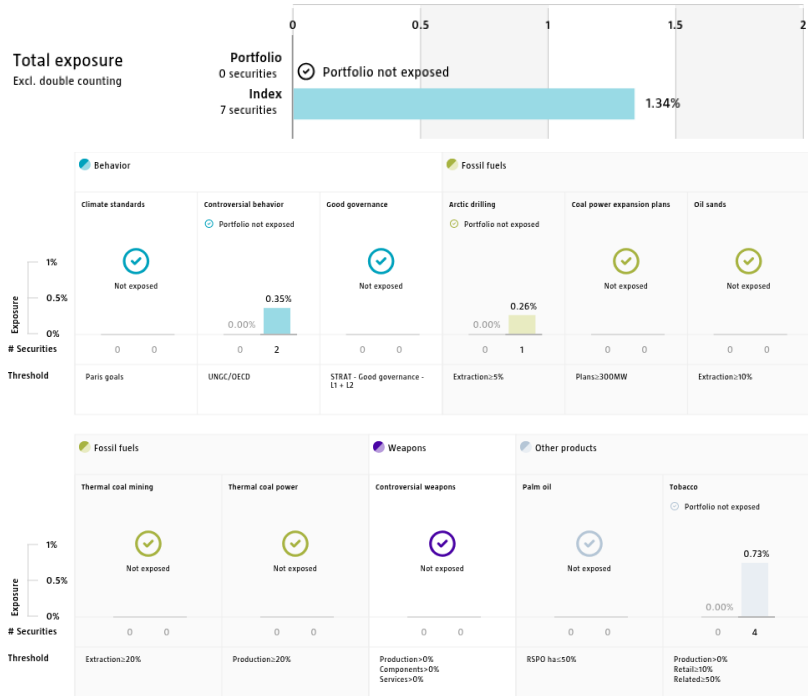 0 0.5 1 1.5 2
Total exposure
Excl. double counting
Portfolio
0 securities
Portfolio not exposed
Index
7 securities
1.34%
Behavior
Fossil fuels
Climate standards
Controversial behavior
Good governance
Arctic drilling
Coal power expansion plans
Oil sands
Portfolio not exposed
Portfolio not exposed
Exposure
1%
0.5%
0%
Not exposed
0.00%
0.35%
Not exposed
0.00%
0.26%
Not exposed
Not exposed
# Securities 0 0 0 2 0 0 0 1 0 0 0 0
Threshold
Paris goals
UNGC/OECD
STRAT - Good governance -
L1 + L2
Extraction≥5%
Plans≥300MW
Extraction≥10%
Fossil fuels
Weapons
Other products
Thermal coal mining
Thermal coal power
Controversial weapons
Palm oil
Tobacco
Portfolio not exposed
Exposure
1%
0.5%
0%
Not exposed
Not exposed
Not exposed
Not exposed
0.00%
0.73%
# Securities 0 0 0 0 0 0 0 0 0 4
Threshold
Extraction≥20%
Production≥20%
Production>0%
Components>0%
Services>0%
RSPO ha≤50%
Production>0%
Retail≥10%
Related≥50%